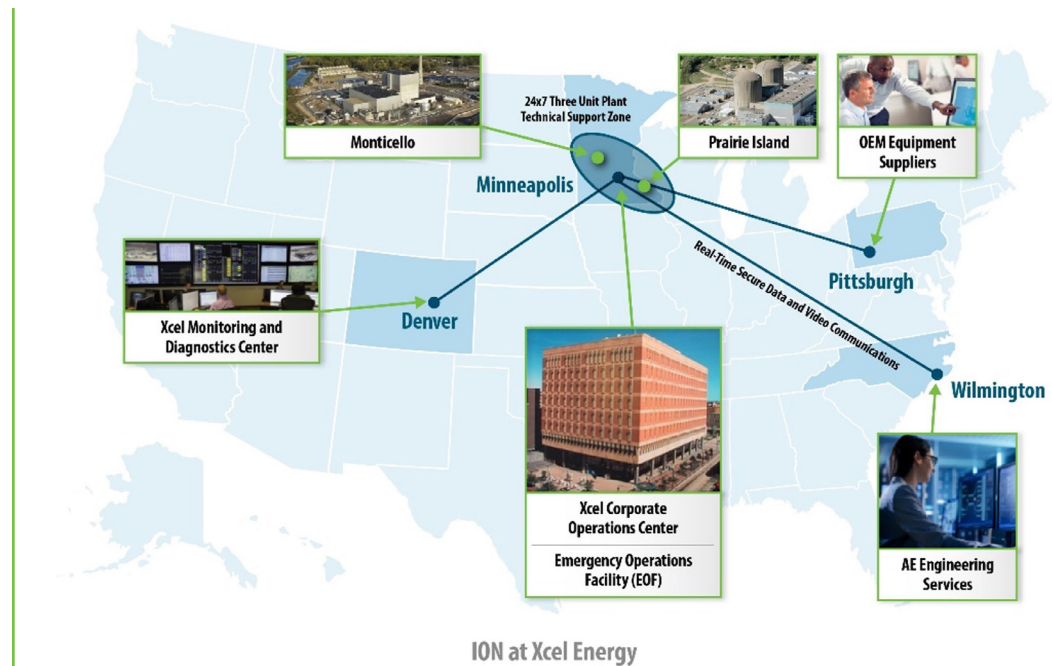 24x7 Three Unit Plant
Technical Support Zone
Monticello
Prairie Island
OEM Equipment
Suppliers
Minneapolis
Real-Time Secure Data and Video Communications
Pittsburgh
Denver
Xcel Monitoring and
Diagnostics Center
Wilmington
Xcel Corporate
Operations Center
Emergency Operations
Facility (EOF)
AE Engineering
Services
ION at Xcel Energy